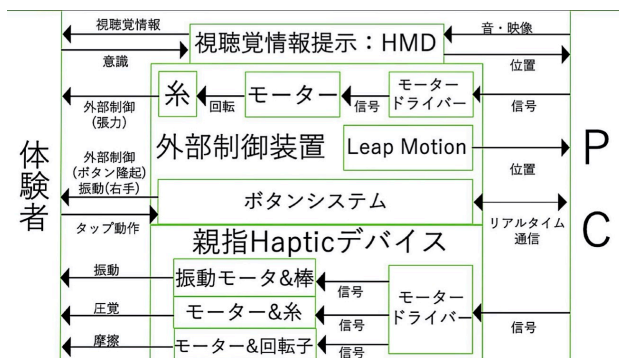 視聴覚情報
意識
視聴覚情報提示：HMD
音・映像
位置
外部制御
(張力)
糸
回転
モーター
信号
モーター
ドライバー
信号
外部制御装置
Leap Motion
位置
体験者
PC
外部制御
(ボタン隆起)
振動(右手)
タップ動作
ボタンシステム
リアルタイム
通信
親指Hapticデバイス
振動
振動モータ&棒
信号
圧覚
モーター&糸
信号
モーター
ドライバー
信号
摩擦
モーター&回転子
信号